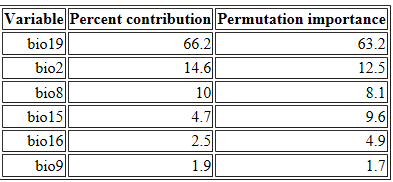 Variable Percent contribution Permutation importance
bio19 66.2 63.2
bio2 14.6 12.5
bio8 10 8.1
bio15 4.7 9.6
bio16 2.5 4.9
bio9 1.9 1.7